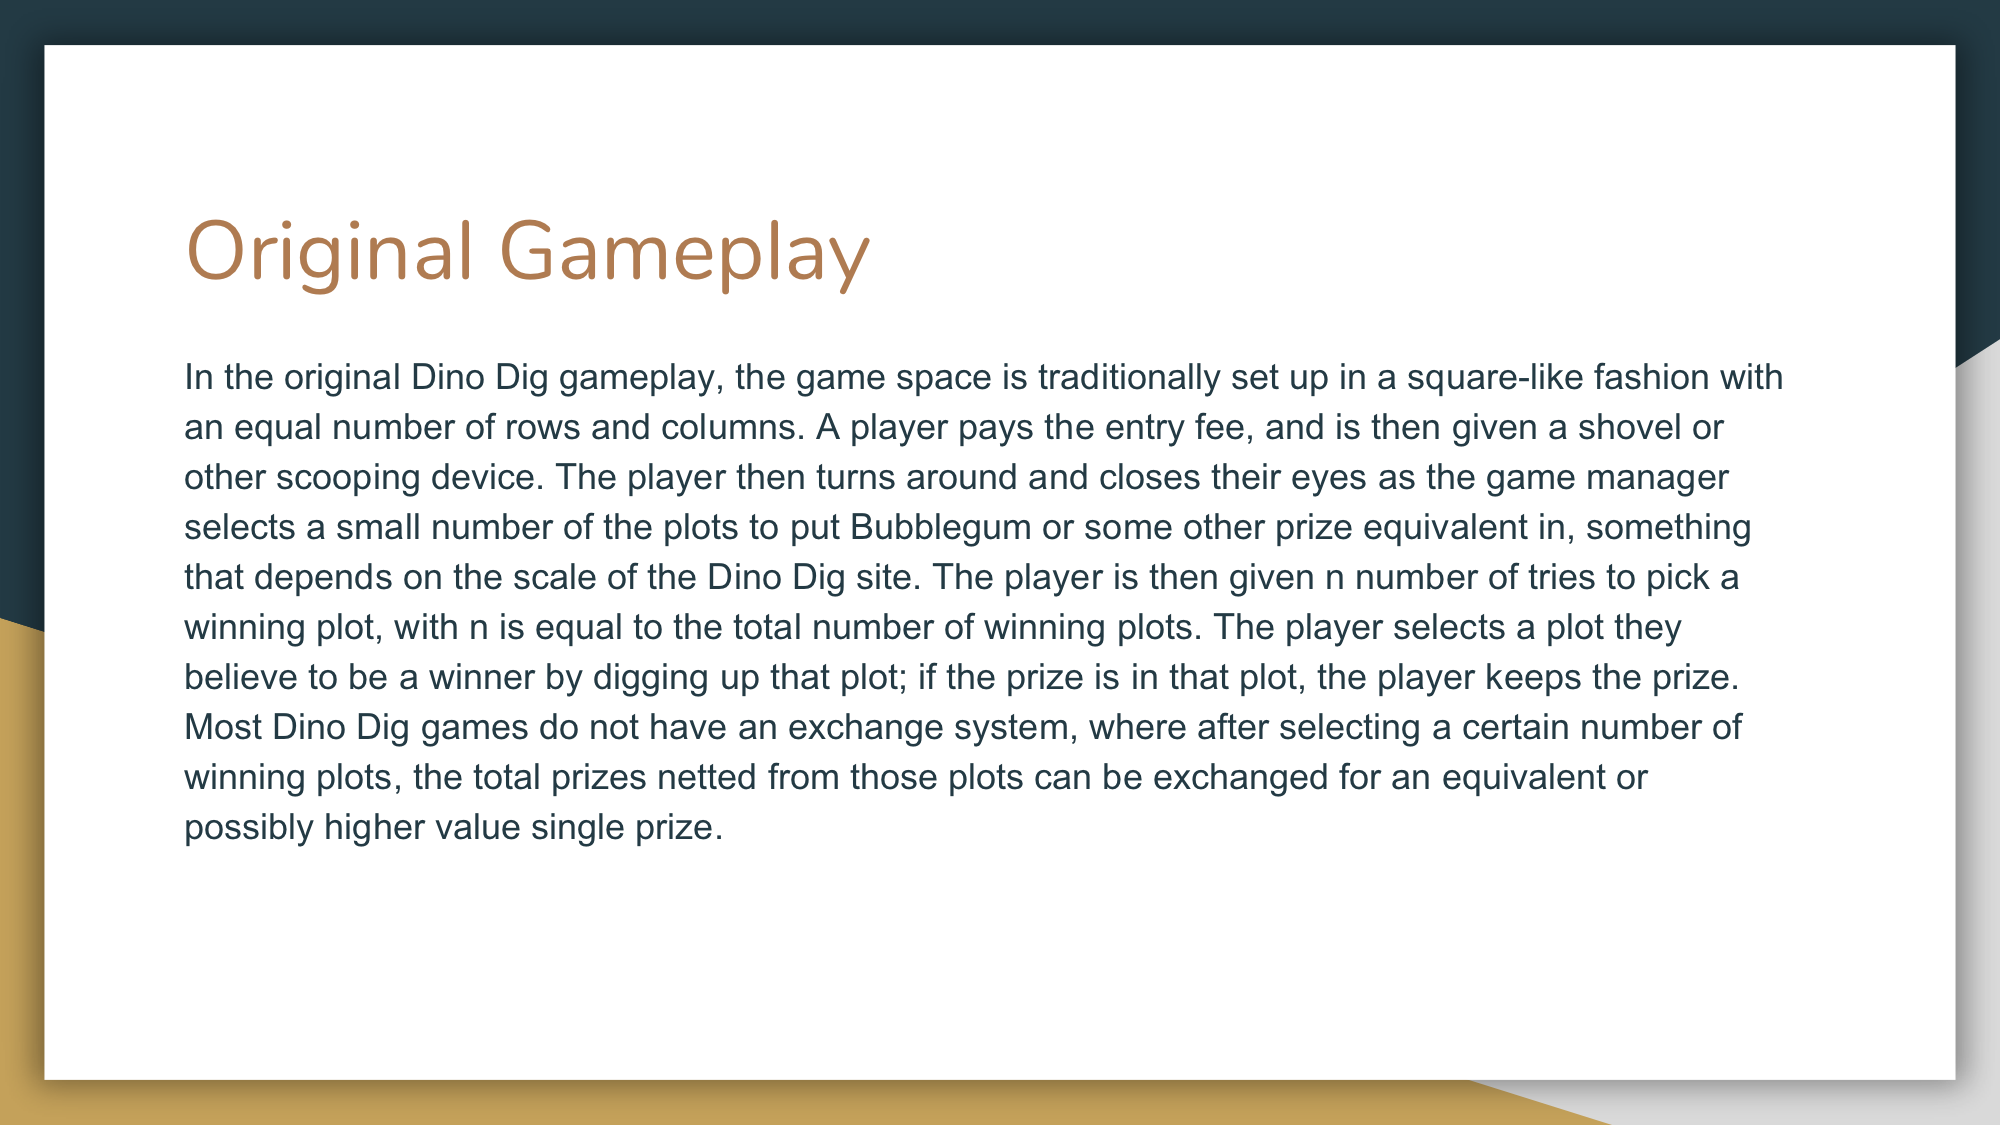 Original Gameplay
In the original Dino Dig gameplay, the game space is traditionally set up in a square-like fashion with
an equal number of rows and columns. A player pays the entry fee, and is then given a shovel or
other scooping device. The player then turns around and closes their eyes as the game manager
selects a small number of the plots to put Bubblegum or some other prize equivalent in, something
that depends on the scale of the Dino Dig site. The player is then given n number of tries to pick a
winning plot, with n is equal to the total number of winning plots. The player selects a plot they
believe to be a winner by digging up that plot; if the prize is in that plot, the player keeps the prize.
Most Dino Dig games do not have an exchange system, where after selecting a certain number of
winning plots, the total prizes netted from those plots can be exchanged for an equivalent or
possibly higher value single prize.